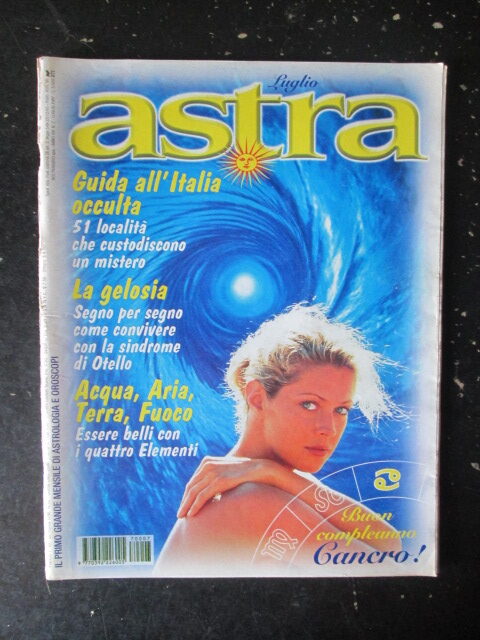 Luglio
astra
Guida all'Italia
occulta
51 località
che custodiscono
un mistero
La gelosia
Segno per segno
come convivere
con la sindrome
di Otello
Acqua, Aria,
Terra, Fuoco
Essere belli con
i quattro Elementi
Buon
compleanno
Cancro!
IL PRIMO GRANDE MENSILE DI ASTROLOGIA E OROSCOPI
70007